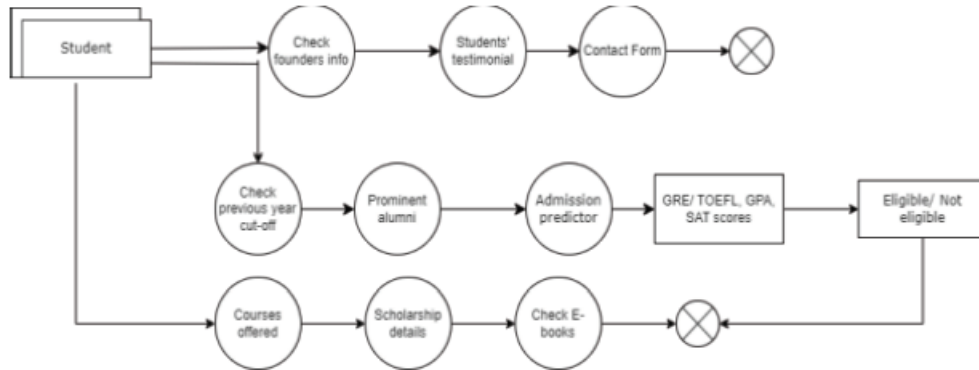 Student
Check
founders info
Students'
testimonial
Contact Form
Check
previous year
cut-off
Prominent
alumni
Admission
predictor
GRE/ TOEFL, GPA,
SAT scores
Eligible/ Not
eligible
Courses
offered
Scholarship
details
Check E-
books